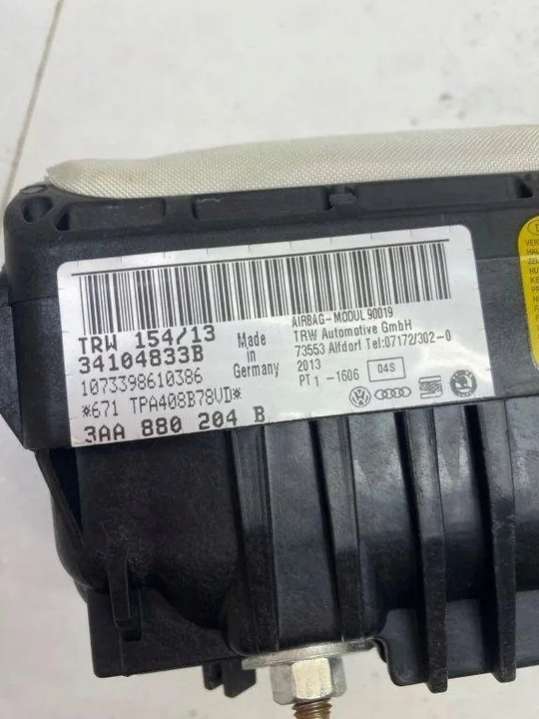 TRW 154/13
34104833B
1073398610386
*671 TPA408B78VD*
3AA 880 204 B
Made in Germany
AIRBAG-MODUL 90019
TRW Automotive GmbH
73553 Alfdorf Tel:07172/302-0
2013
PT1 -1606 04S